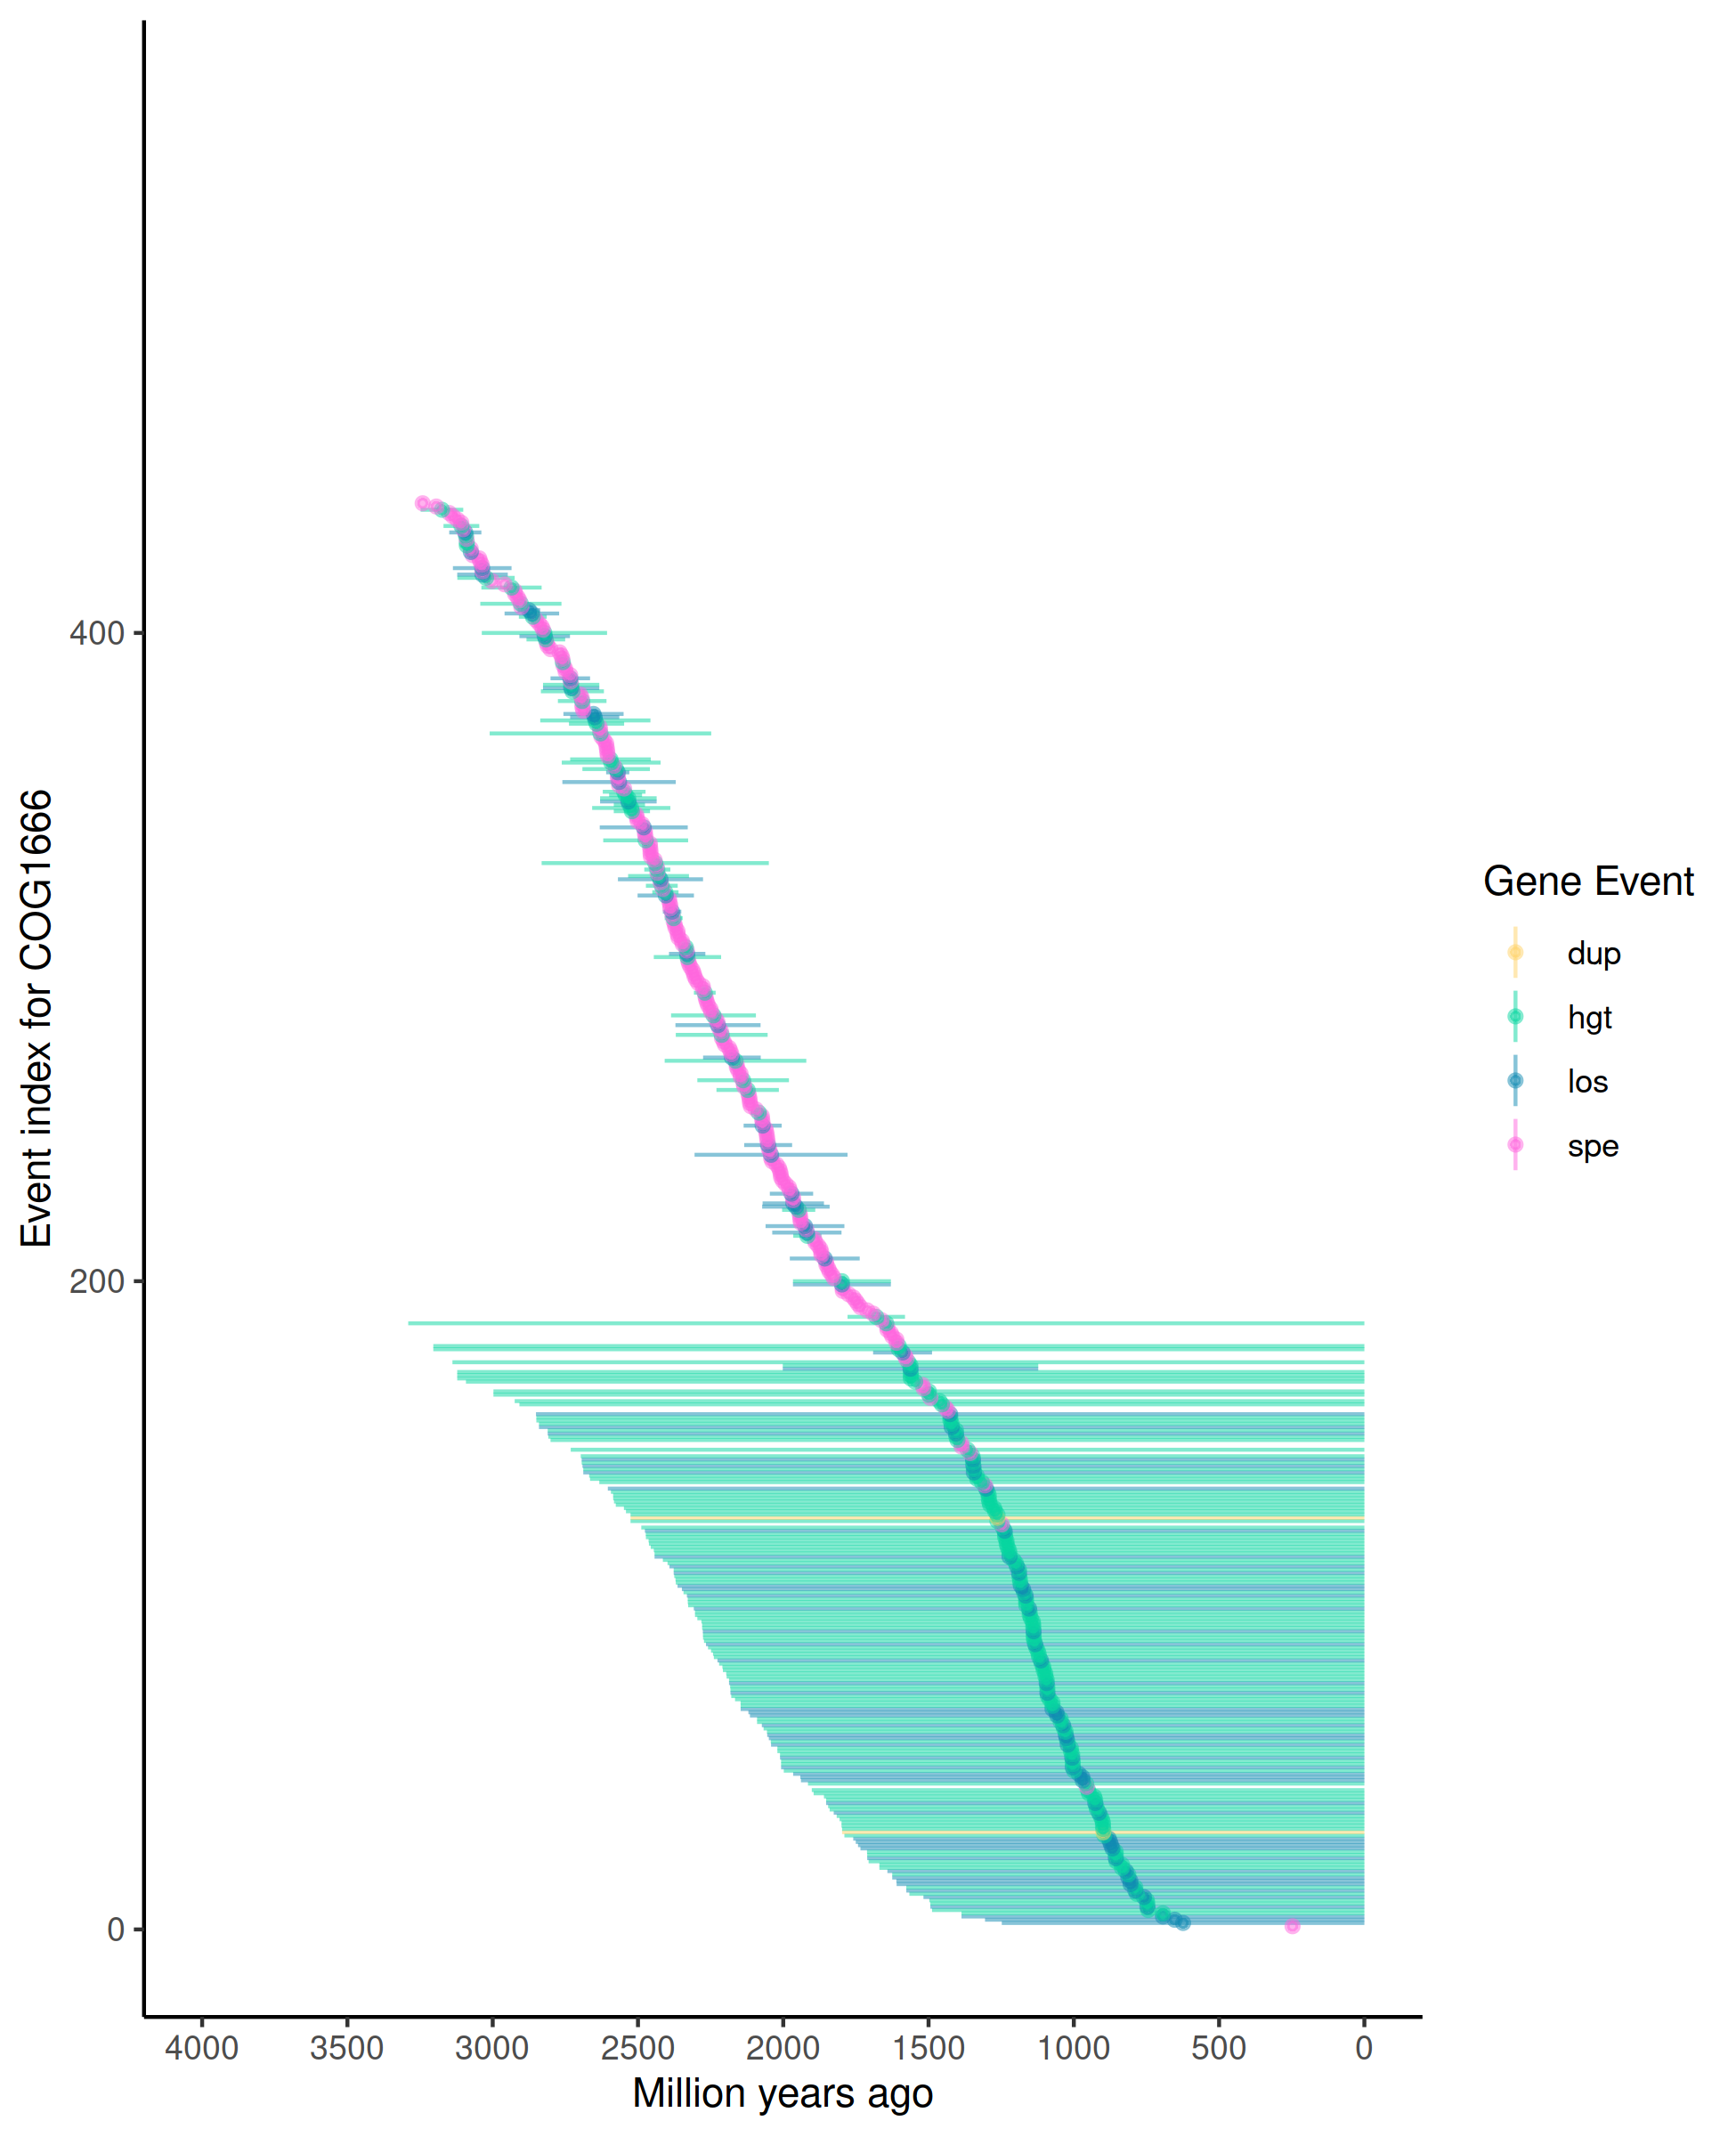 Event index for COG1666
400
200
0
4000 3500 3000 2500 2000 1500 1000 500 0
Million years ago
Gene Event
dup
hgt
los
spe